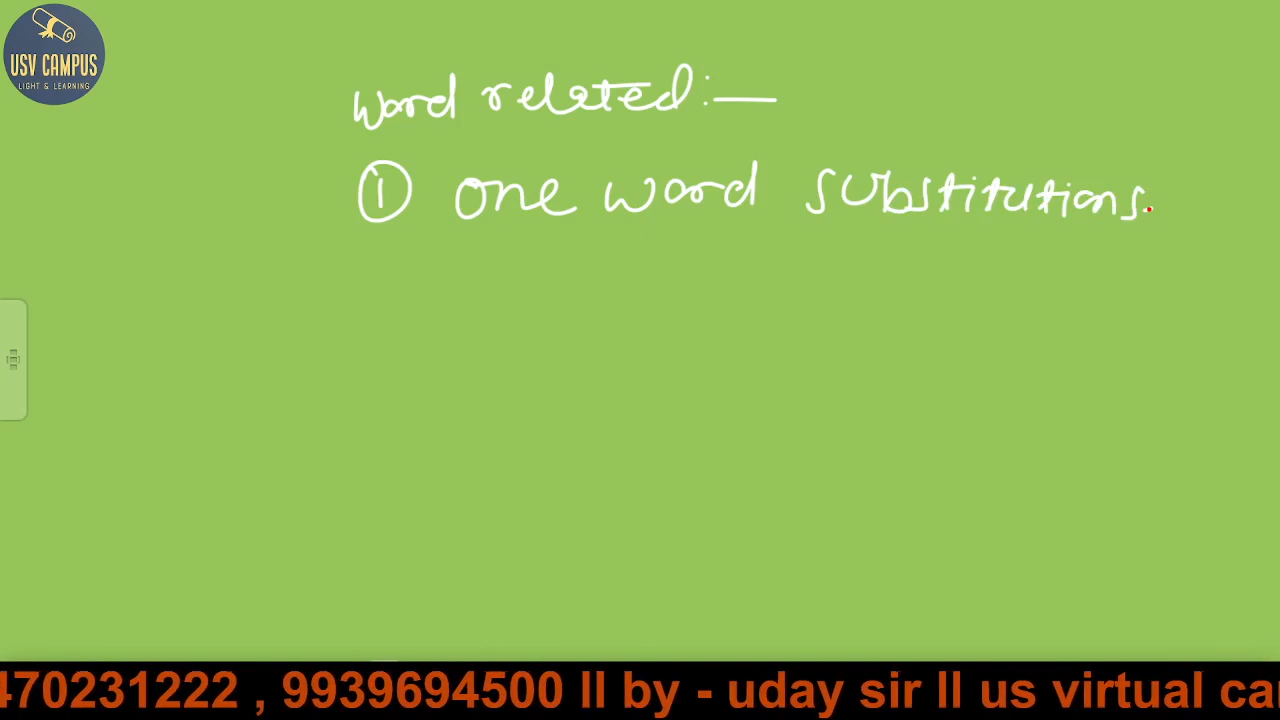 USV CAMPUS
LIGHT & LEARNING
word related:—
① one word substitutions.
470231222 , 9939694500 ll by - uday sir ll us virtual ca